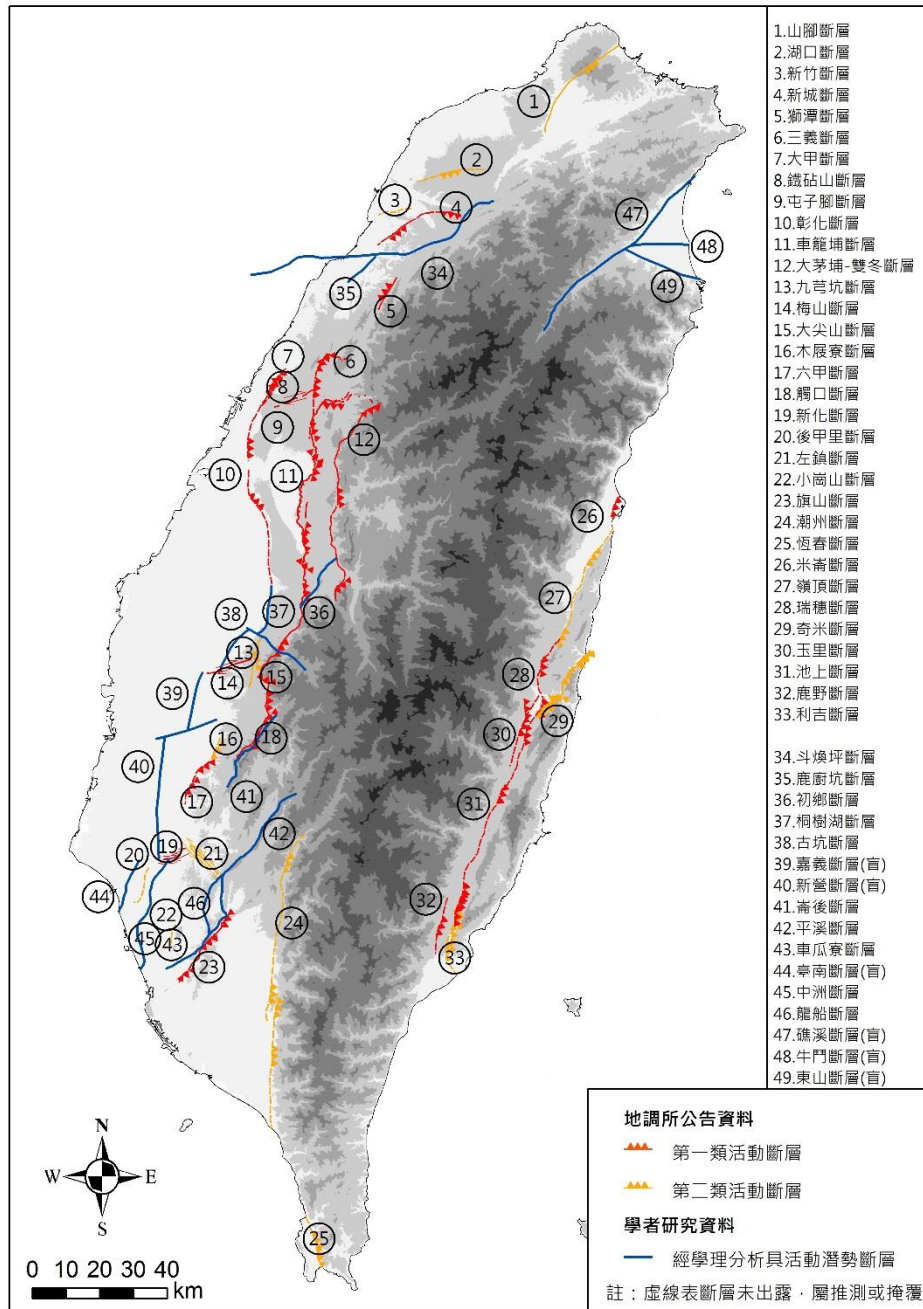 1.山腳斷層
2.湖口斷層
3.新竹斷層
4.新城斷層
5.獅潭斷層
6.三義斷層
7.大甲斷層
8.鐵砧山斷層
9.屯子腳斷層
10.彰化斷層
11.車籠埔斷層
12.大茅埔-雙冬斷層
13.九芎坑斷層
14.梅山斷層
15.大尖山斷層
16.木屐寮斷層
17.六甲斷層
18.觸口斷層
19.新化斷層
20.後甲里斷層
21.左鎮斷層
22.小崗山斷層
23.旗山斷層
24.潮州斷層
25.恆春斷層
26.米崙斷層
27.嶺頂斷層
28.瑞穗斷層
29.奇美斷層
30.玉里斷層
31.池上斷層
32.鹿野斷層
33.利吉斷層
34.斗煥坪斷層
35.鹿廚坑斷層
36.初鄉斷層
37.桐樹湖斷層
38.古坑斷層
39.嘉義斷層(盲)
40.新營斷層(盲)
41.崙後斷層
42.平溪斷層
43.車瓜寮斷層
44.臺南斷層(盲)
45.中洲斷層
46.龍船斷層
47.礁溪斷層(盲)
48.牛鬥斷層(盲)
49.東山斷層(盲)
1
2
3
4
47
48
34
49
35
5
7
6
8
9
12
10
11
26
27
38
37
36
13
15
14
28
39
29
16
18
30
40
17
41
31
42
20
19
21
44
46
32
22
24
45
43
33
23
25
N
W
E
S
0 10 20 30 40
km
地調所公告資料
第一類活動斷層
第二類活動斷層
學者研究資料
經學理分析具活動潛勢斷層
註：虛線表斷層未出露，屬推測或掩覆